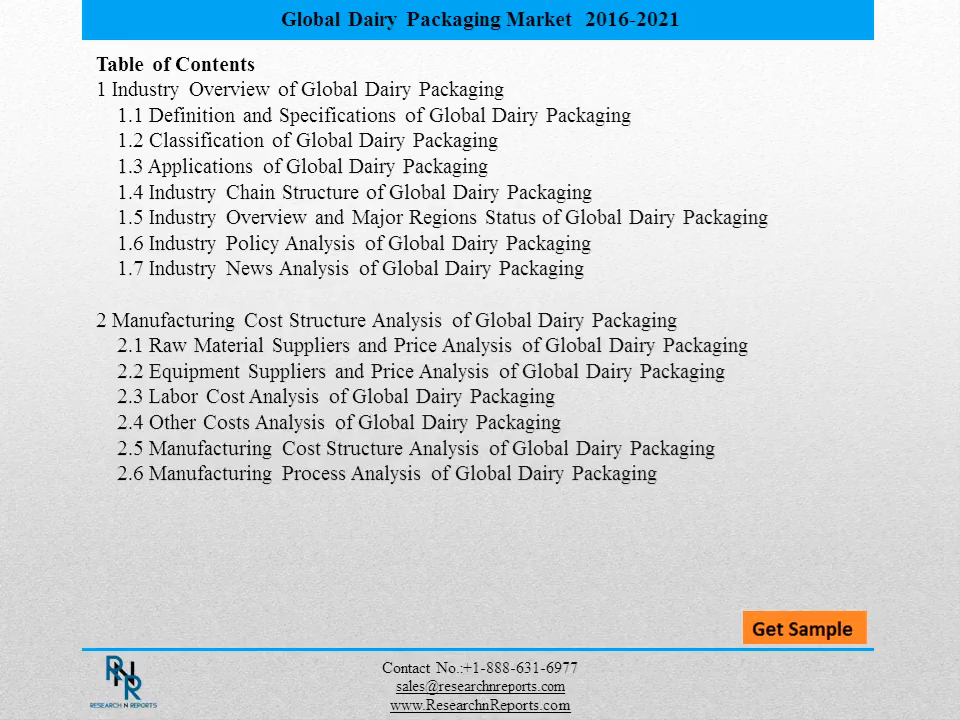 Global Dairy Packaging Market 2016-2021
Table of Contents
1 Industry Overview of Global Dairy Packaging
1.1 Definition and Specifications of Global Dairy Packaging
1.2 Classification of Global Dairy Packaging
1.3 Applications of Global Dairy Packaging
1.4 Industry Chain Structure of Global Dairy Packaging
1.5 Industry Overview and Major Regions Status of Global Dairy Packaging
1.6 Industry Policy Analysis of Global Dairy Packaging
1.7 Industry News Analysis of Global Dairy Packaging
2 Manufacturing Cost Structure Analysis of Global Dairy Packaging
2.1 Raw Material Suppliers and Price Analysis of Global Dairy Packaging
2.2 Equipment Suppliers and Price Analysis of Global Dairy Packaging
2.3 Labor Cost Analysis of Global Dairy Packaging
2.4 Other Costs Analysis of Global Dairy Packaging
2.5 Manufacturing Cost Structure Analysis of Global Dairy Packaging
2.6 Manufacturing Process Analysis of Global Dairy Packaging
Get Sample
RNR
RESEARCH N REPORTS
Contact No.:+1-888-631-6977
sales@researchnreports.com
www.ResearchnReports.com